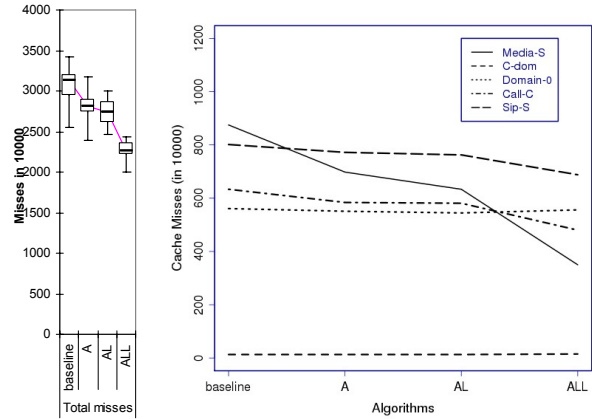 4000
3500
3000
2500
2000
1500
1000
500
0
Misses in 10000
baseline
A
AL
ALL
Total misses
1200
1000
800
600
400
200
0
Cache Misses (in 10000)
Media-S
C-dom
Domain-0
Call-C
Sip-S
baseline
A
AL
ALL
Algorithms